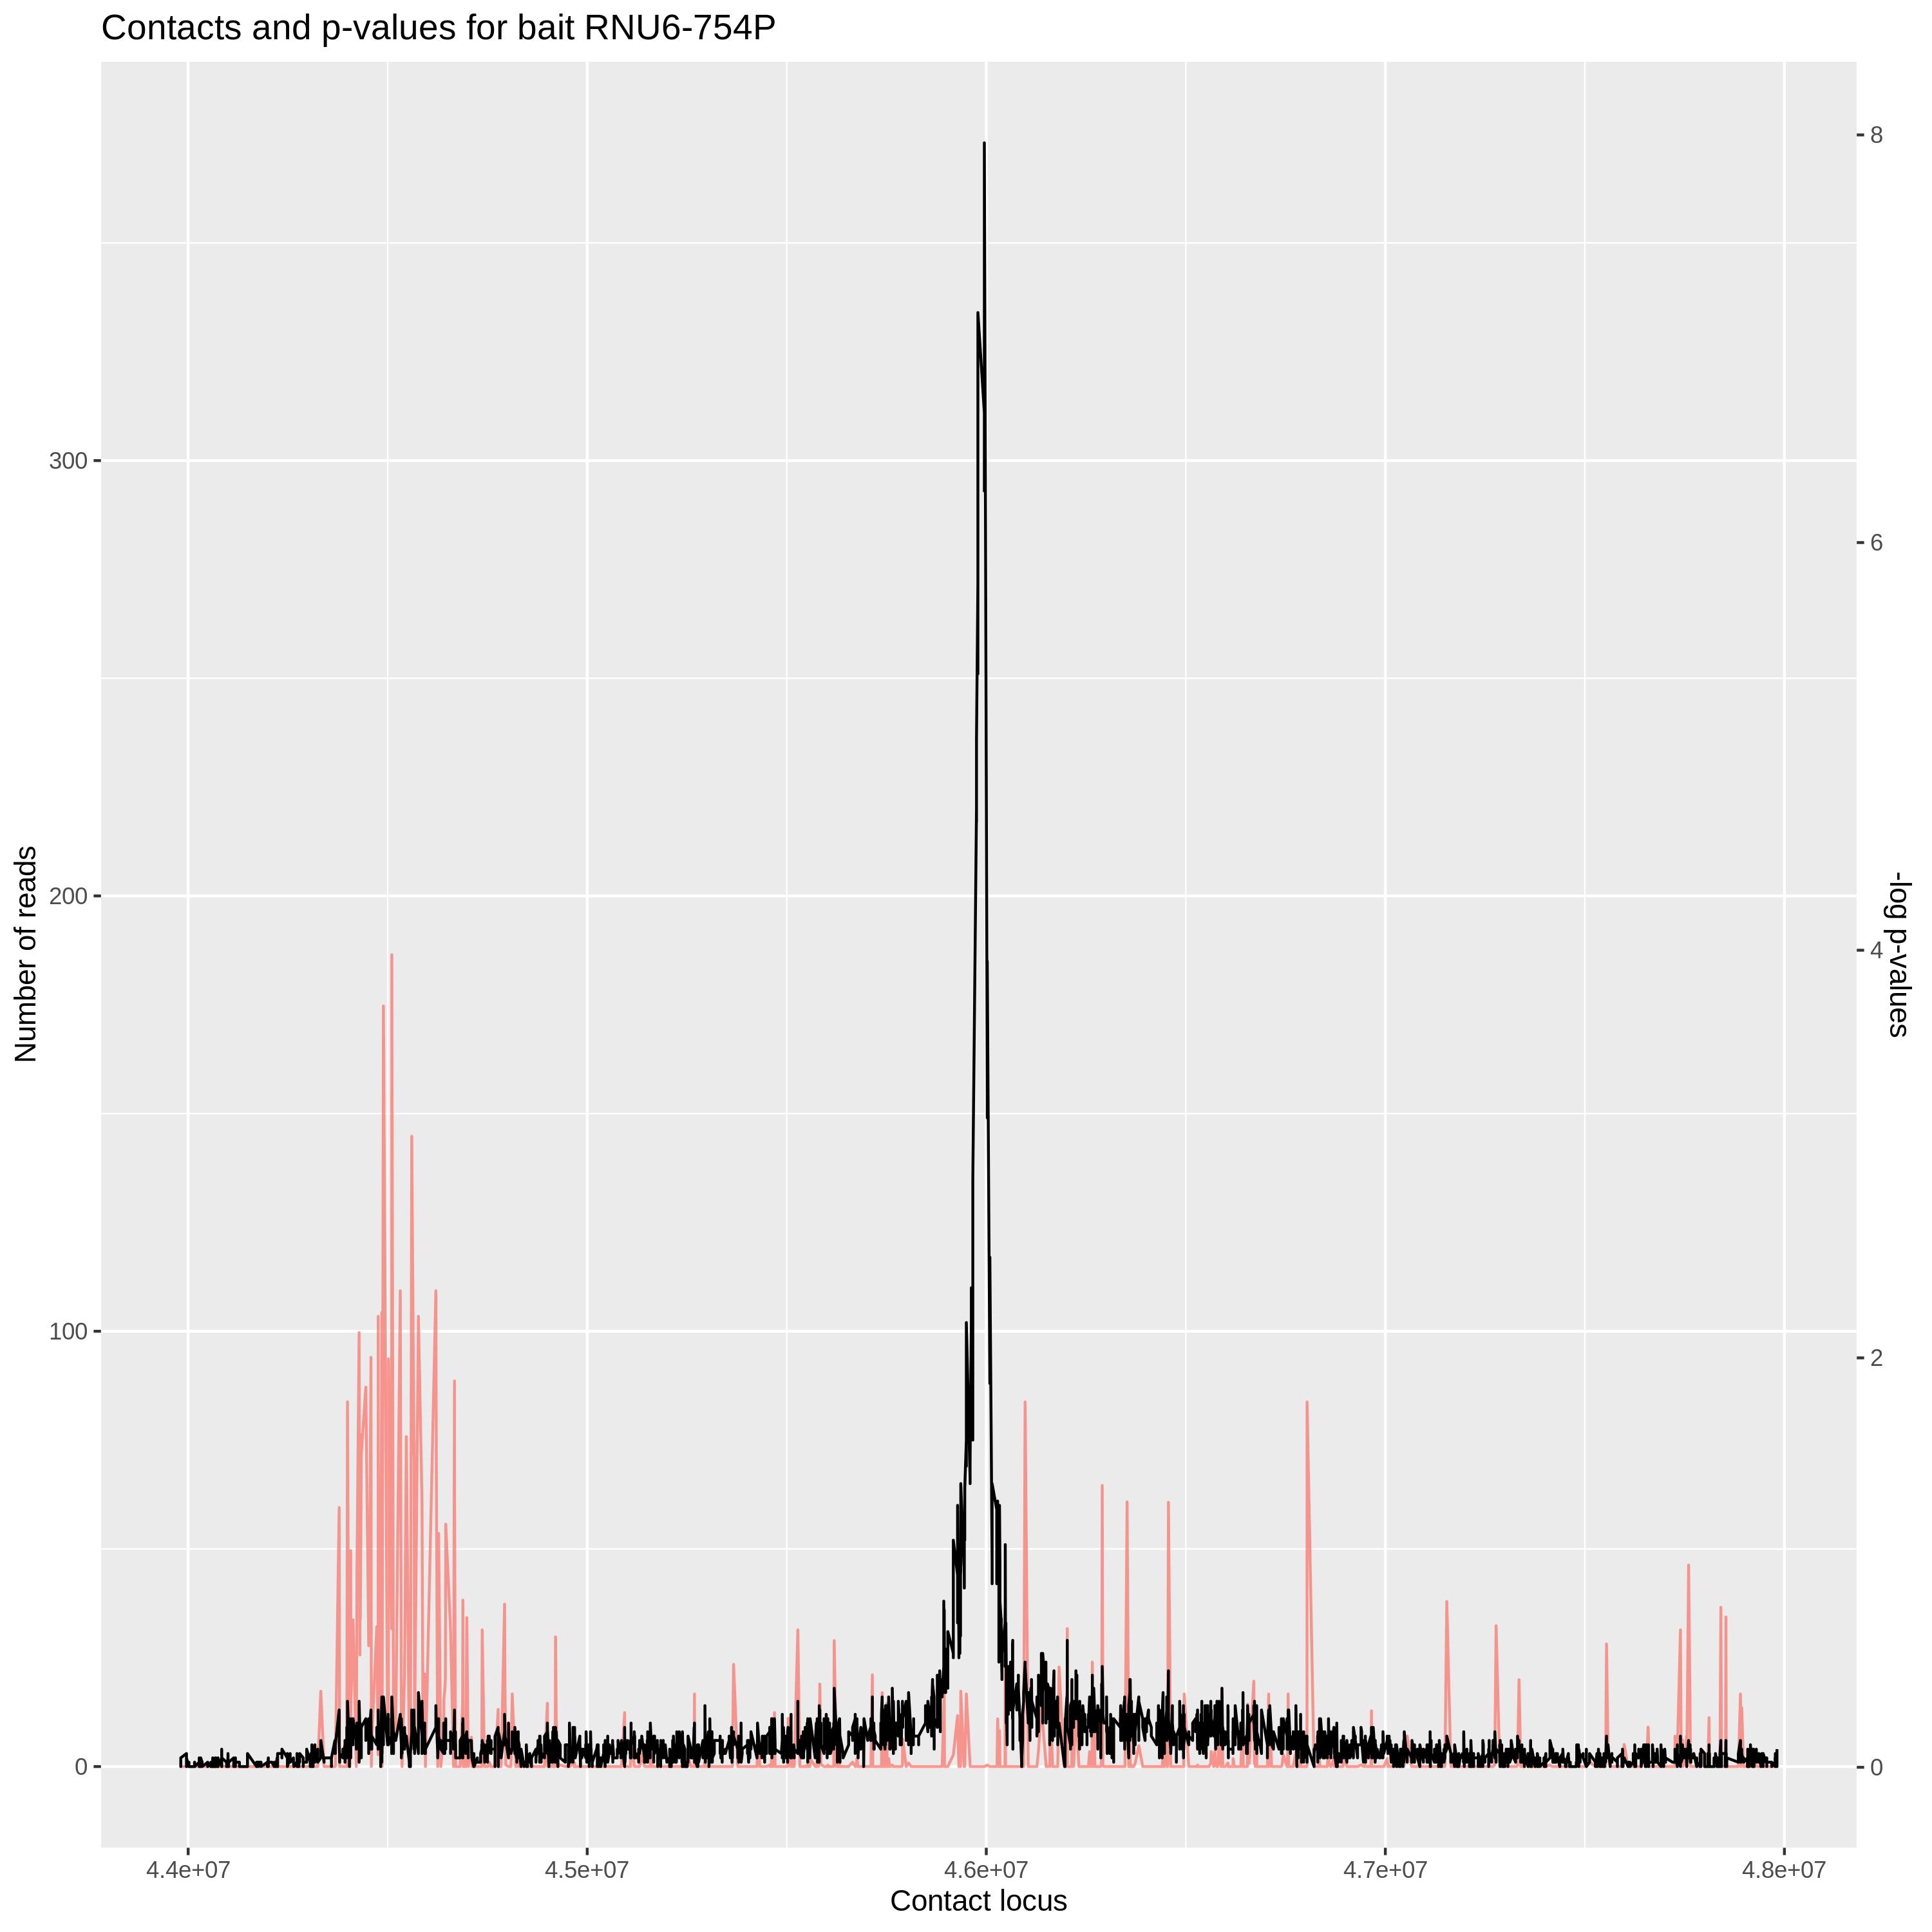 Contacts and p-values for bait RNU6-754P
Number of reads
300
200
100
0
8
6
4
2
0
-log p-values
4.4e+07 4.5e+07 4.6e+07 4.7e+07 4.8e+07
Contact locus